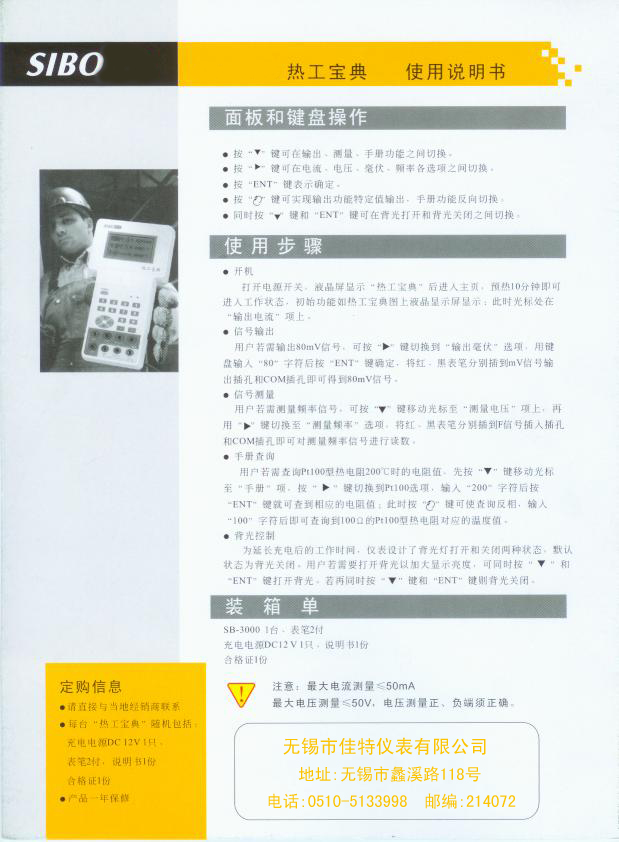 SIBO
热工宝典 使用说明书
面板和键盘操作
● 按“▼”键可在输出、测量、手册功能之间切换。
● 按“▶”键可在电流、电压、毫伏、频率各选项之间切换。
● 按“ENT”键表示确定。
● 按“”键可实现输出功能特定值输出，手册功能反向切换。
● 同时按“▼”键和“ENT”键可在背光打开和背光关闭之间切换。
使用步骤
● 开机
打开电源开关，液晶屏显示“热工宝典”后进入主页，预热10分钟即可
进入工作状态，初始功能如热工宝典图上液晶显示屏显示；此时光标处在
“输出电流”项上。
● 信号输出
用户若需输出80mV信号，可按“▶”键切换到“输出毫伏”选项，用键
盘输入“80”字符后按“ENT”键确定，将红、黑表笔分别插到mV信号输
出插孔和COM插孔即可得到80mV信号。
● 信号测量
用户若需测量频率信号，可按“▼”键移动光标至“测量电压”项上，再
用“▶”键切换至“测量频率”选项，将红、黑表笔分别插到F信号插入插孔
和COM插孔即可对测量频率信号进行读数。
● 手册查询
用户若需查询Pt100型热电阻200℃时的电阻值，先按“▼”键移动光标
至“手册”项，按“▶”键切换到Pt100选项，输入“200”字符后按
“ENT”键就可查到相应的电阻值；此时按“”键可使查询反相，输入
“100”字符后即可查询到100Ω的Pt100型热电阻对应的温度值。
● 背光控制
为延长充电后的工作时间，仪表设计了背光灯打开和关闭两种状态，默认
状态为背光关闭。用户若需要打开背光以加大显示亮度，可同时按“▼”和
“ENT”键打开背光。若再同时按“▼”键和“ENT”键则背光关闭。
装箱单
SB-3000 1台、表笔2付
充电电源DC12V 1只、说明书1份
合格证1份
注意：最大电流测量≤50mA
最大电压测量≤50V，电压测量正、负端须正确。
定购信息
● 请直接与当地经销商联系
● 每台“热工宝典”随机包括：
充电电源DC 12V 1只、
表笔2付、说明书1份
合格证1份
● 产品一年保修
无锡市佳特仪表有限公司
地址:无锡市蠡溪路118号
电话:0510-5133998 邮编:214072